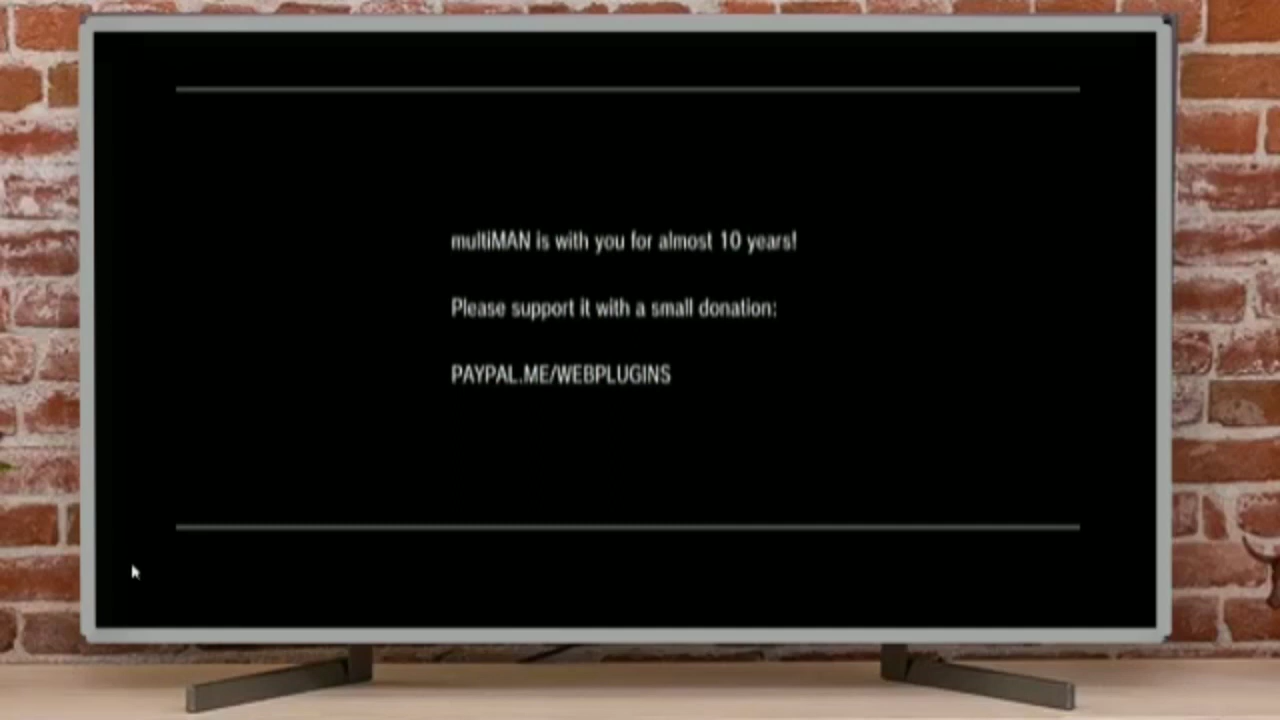 multiMAN is with you for almost 10 years!
Please support it with a small donation:
PAYPAL.ME/WEBPLUGINS